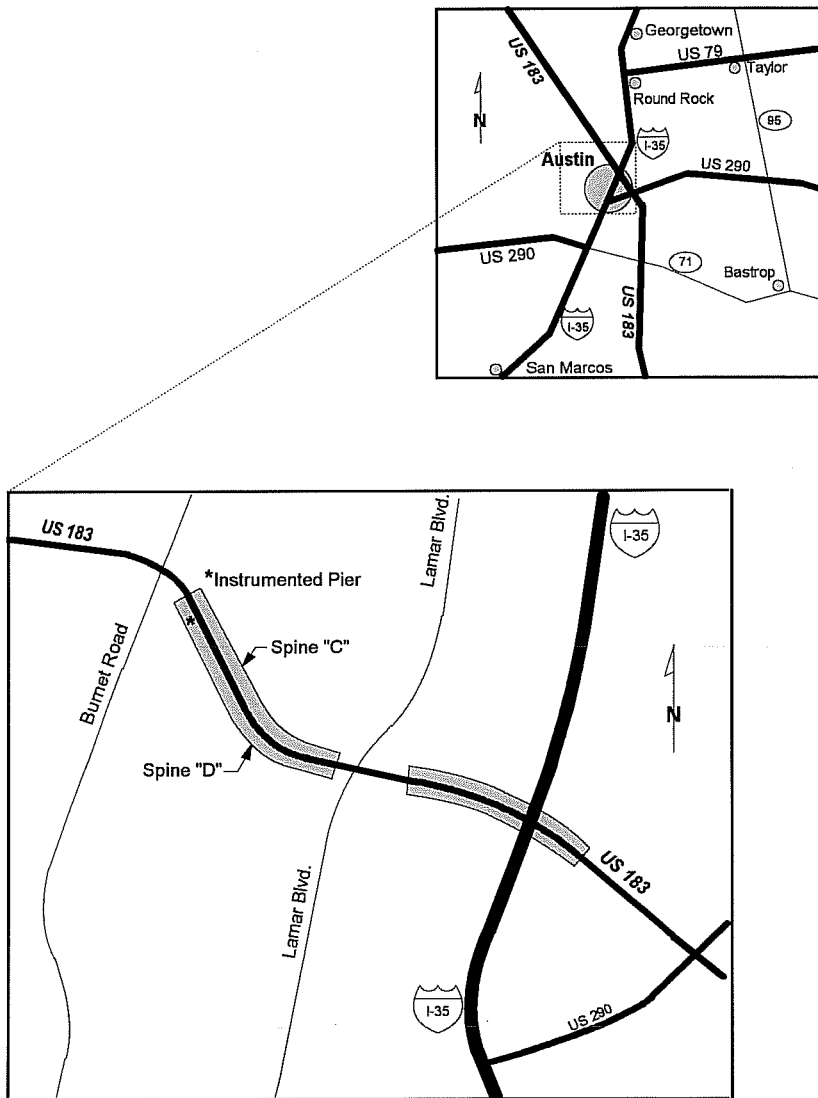 Georgetown
US 79
US 183
Taylor
Round Rock
N
95
I-35
Austin
US 290
US 290
71
Bastrop
US 183
I-35
San Marcos
US 183
Lamar Blvd.
I-35
*Instrumented Pier
*
Burnet Road
Spine "C"
N
Spine "D"
US 183
Lamar Blvd.
I-35
US 290